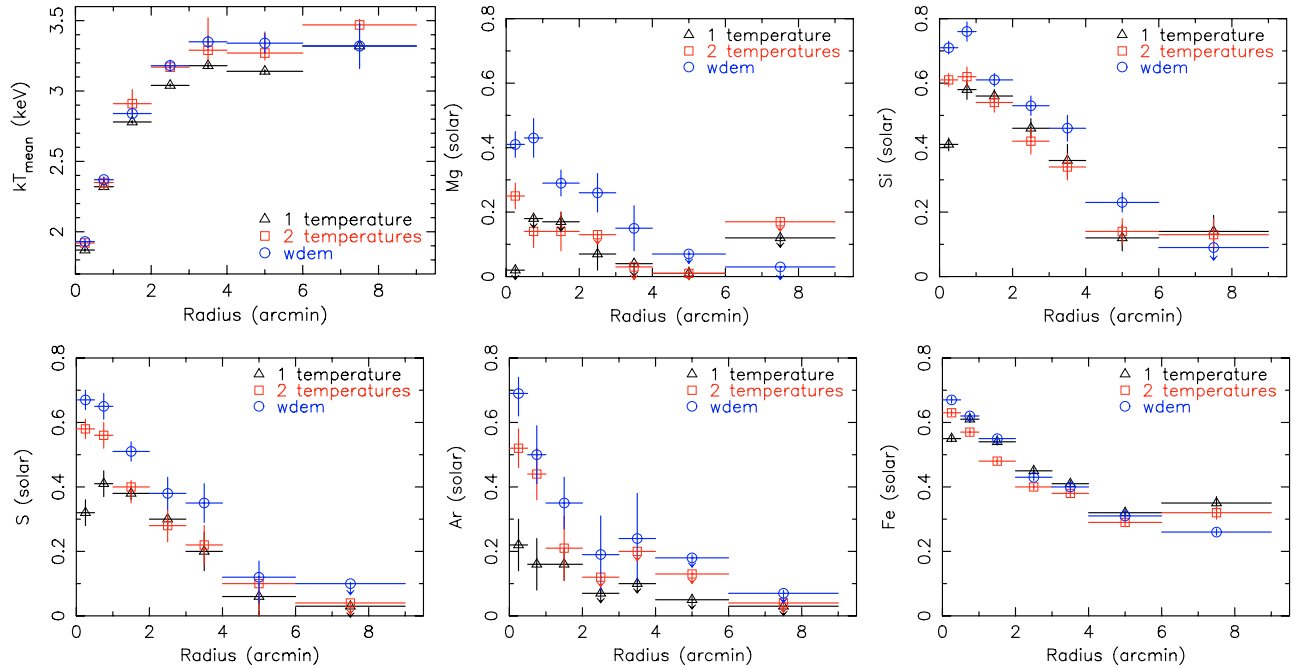 3.5
3
2.5
2
kT_mean (keV)
0 2 4 6 8
Radius (arcmin)
1 temperature
2 temperatures
wdem
0.8
0.6
0.4
0.2
0
Mg (solar)
0 2 4 6 8
Radius (arcmin)
1 temperature
2 temperatures
wdem
0.8
0.6
0.4
0.2
0
Si (solar)
0 2 4 6 8
Radius (arcmin)
1 temperature
2 temperatures
wdem
0.8
0.6
0.4
0.2
0
S (solar)
0 2 4 6 8
Radius (arcmin)
1 temperature
2 temperatures
wdem
0.8
0.6
0.4
0.2
0
Ar (solar)
0 2 4 6 8
Radius (arcmin)
1 temperature
2 temperatures
wdem
0.8
0.6
0.4
0.2
0
Fe (solar)
0 2 4 6 8
Radius (arcmin)
1 temperature
2 temperatures
wdem